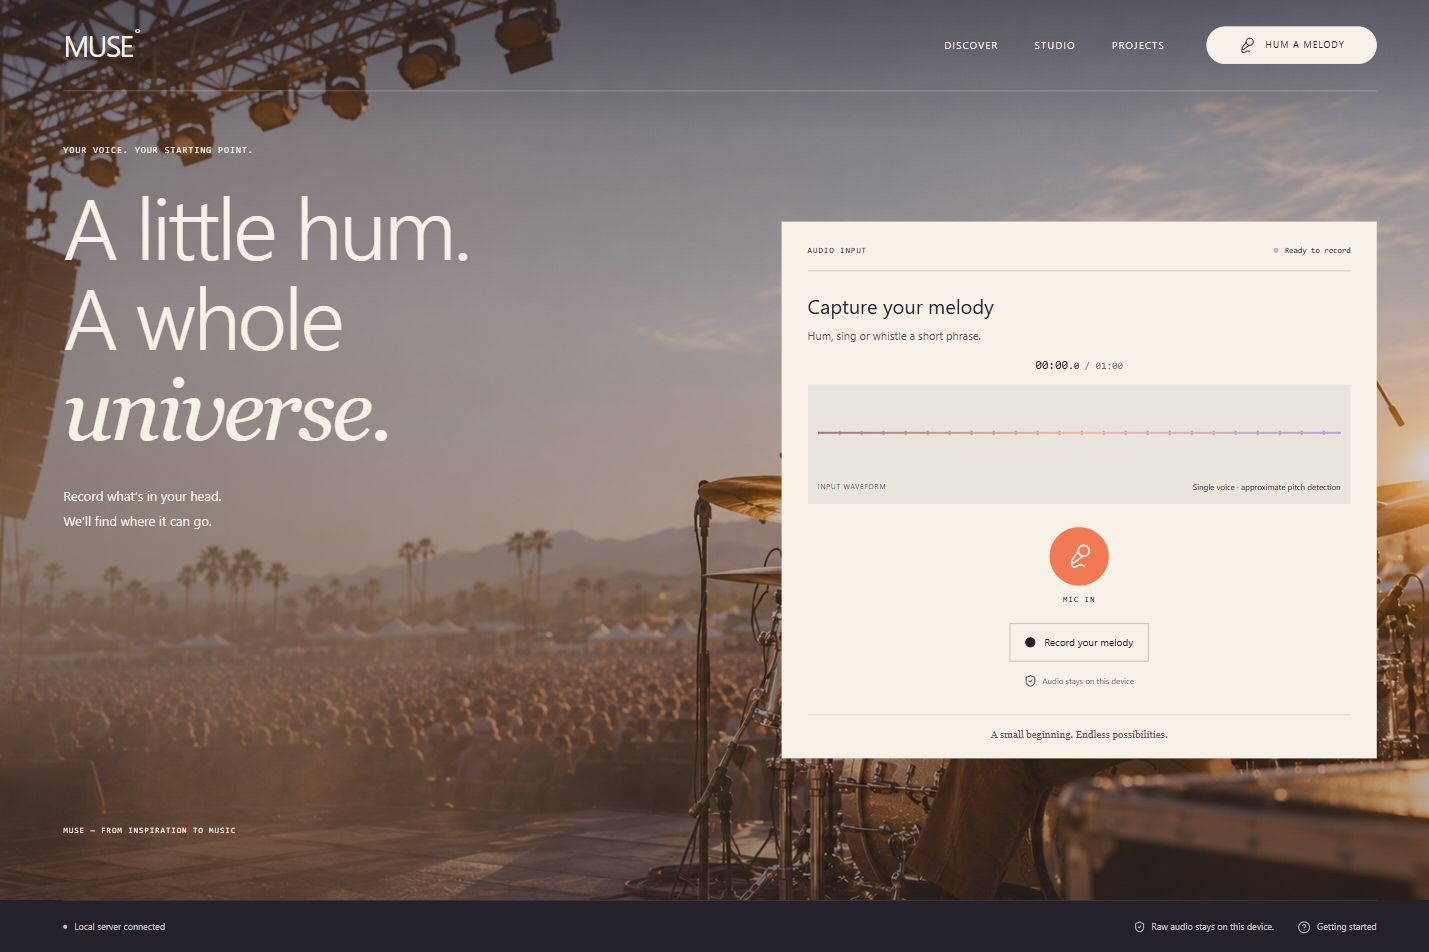 MUSE°
DISCOVER
STUDIO
PROJECTS
HUM A MELODY
YOUR VOICE. YOUR STARTING POINT.
A little hum.
A whole
universe.
Record what's in your head.
We'll find where it can go.
AUDIO INPUT
Ready to record
Capture your melody
Hum, sing or whistle a short phrase.
00:00.0 / 01:00
INPUT WAVEFORM
Single voice · approximate pitch detection
MIC IN
Record your melody
Audio stays on this device
A small beginning. Endless possibilities.
MUSE — FROM INSPIRATION TO MUSIC
Local server connected
Raw audio stays on this device.
Getting started